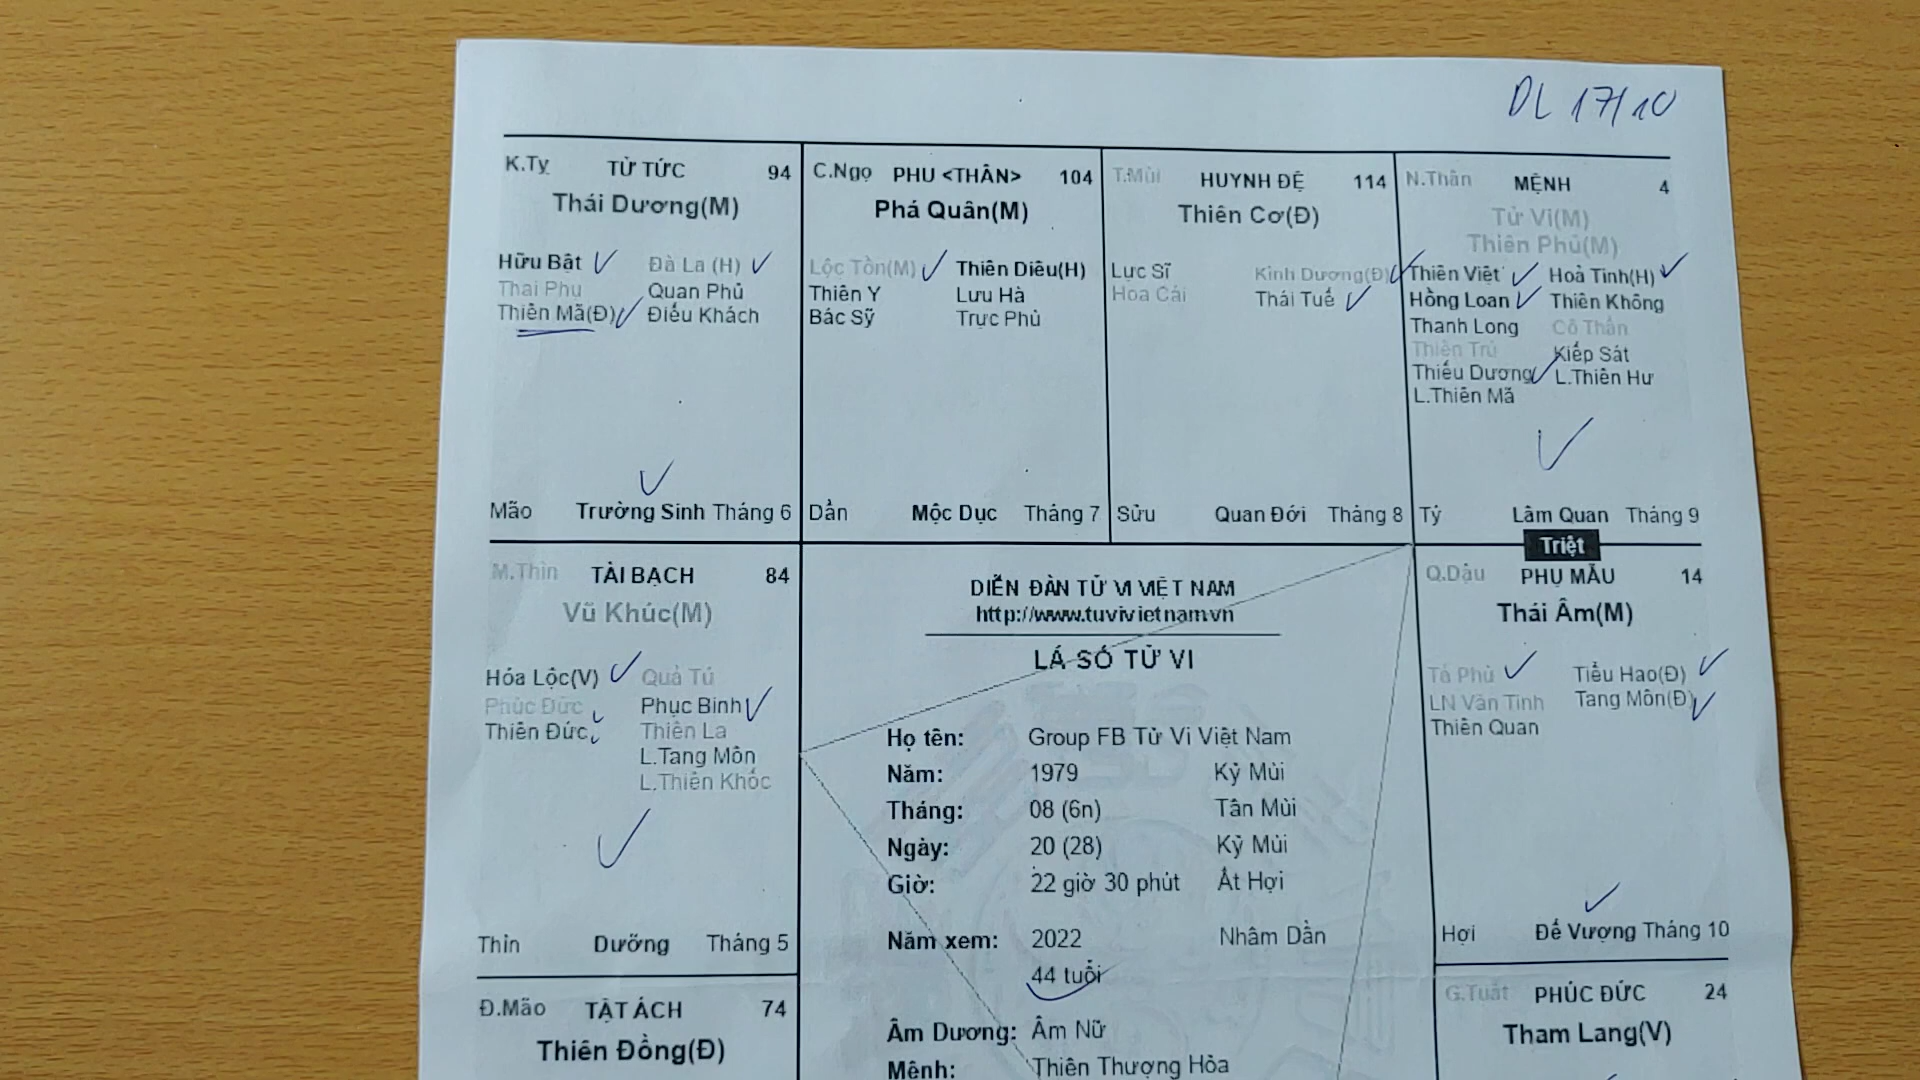 DL 17/10
K.Tỵ TỬ TỨC 94
Thái Dương(M)
Hữu Bật Đà La (H)
Thai Phụ Quan Phủ
Thiên Mã(Đ) Điếu Khách
Mão Trường Sinh Tháng 6
C.Ngọ PHU <THÂN> 104
Phá Quân(M)
Lộc Tồn(M) Thiên Diêu(H)
Thiên Y Lưu Hà
Bác Sỹ Trực Phù
Dần Mộc Dục Tháng 7
T.Mùi HUYNH ĐỆ 114
Thiên Cơ(Đ)
Lực Sĩ Kình Dương(Đ)
Hoa Cái Thái Tuế
Sửu Quan Đới Tháng 8
N.Thân MỆNH 4
Tử Vi(M)
Thiên Phủ(M)
Thiên Việt Hoả Tinh(H)
Hồng Loan Thiên Không
Thanh Long Cô Thần
Thiên Trù Kiếp Sát
Thiếu Dương L.Thiên Hư
L.Thiên Mã
Tý Lâm Quan Tháng 9
Triệt
M.Thìn TÀI BẠCH 84
Vũ Khúc(M)
Hóa Lộc(V) Quả Tú
Phúc Đức Phục Binh
Thiên Đức Thiên La
L.Tang Môn
L.Thiên Khốc
Thìn Dưỡng Tháng 5
DIỄN ĐÀN TỬ VI VIỆT NAM
http://www.tuvivietnam.vn
LÁ SỐ TỬ VI
Họ tên: Group FB Tử Vi Việt Nam
Năm: 1979 Kỷ Mùi
Tháng: 08 (6n) Tân Mùi
Ngày: 20 (28) Kỷ Mùi
Giờ: 22 giờ 30 phút Ất Hợi
Năm xem: 2022 Nhâm Dần
44 tuổi
Âm Dương: Âm Nữ
Mệnh: Thiên Thượng Hỏa
Q.Dậu PHỤ MẪU 14
Thái Âm(M)
Tả Phù Tiểu Hao(Đ)
LN Văn Tinh Tang Môn(Đ)
Thiên Quan
Hợi Đế Vượng Tháng 10
Đ.Mão TẬT ÁCH 74
Thiên Đồng(Đ)
G.Tuất PHÚC ĐỨC 24
Tham Lang(V)